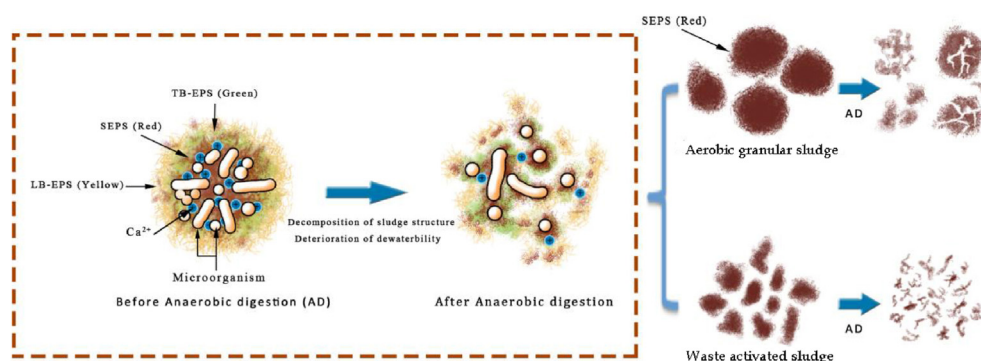 TB-EPS (Green)
SEPS (Red)
LB-EPS (Yellow)
Ca²⁺
Microorganism
Before Anaerobic digestion (AD)
Decomposition of sludge structure
Deterioration of dewaterbility
After Anaerobic digestion
SEPS (Red)
AD
Aerobic granular sludge
AD
Waste activated sludge